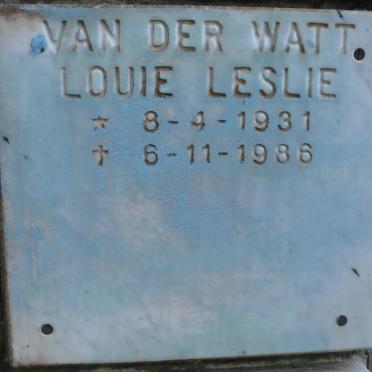 VAN DER WATT
LOUIE LESLIE
* 8-4-1931
† 6-11-1986